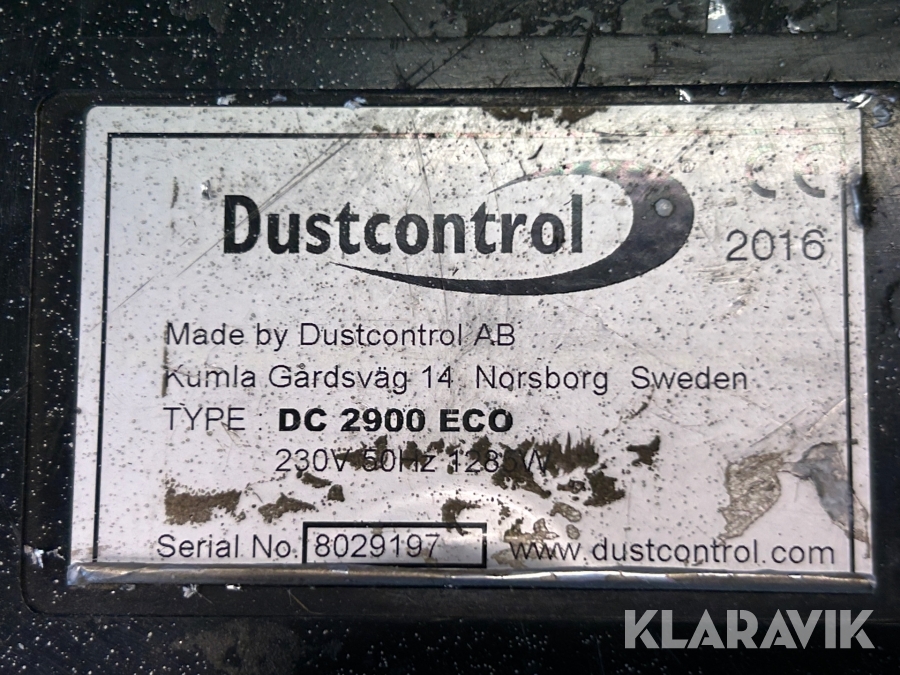 Dustcontrol
CE
2016
Made by Dustcontrol AB
Kumla Gårdsväg 14 Norsborg Sweden
TYPE : DC 2900 ECO
230V 50Hz 1285W
Serial No 8029197 www.dustcontrol.com
KLARAVIK